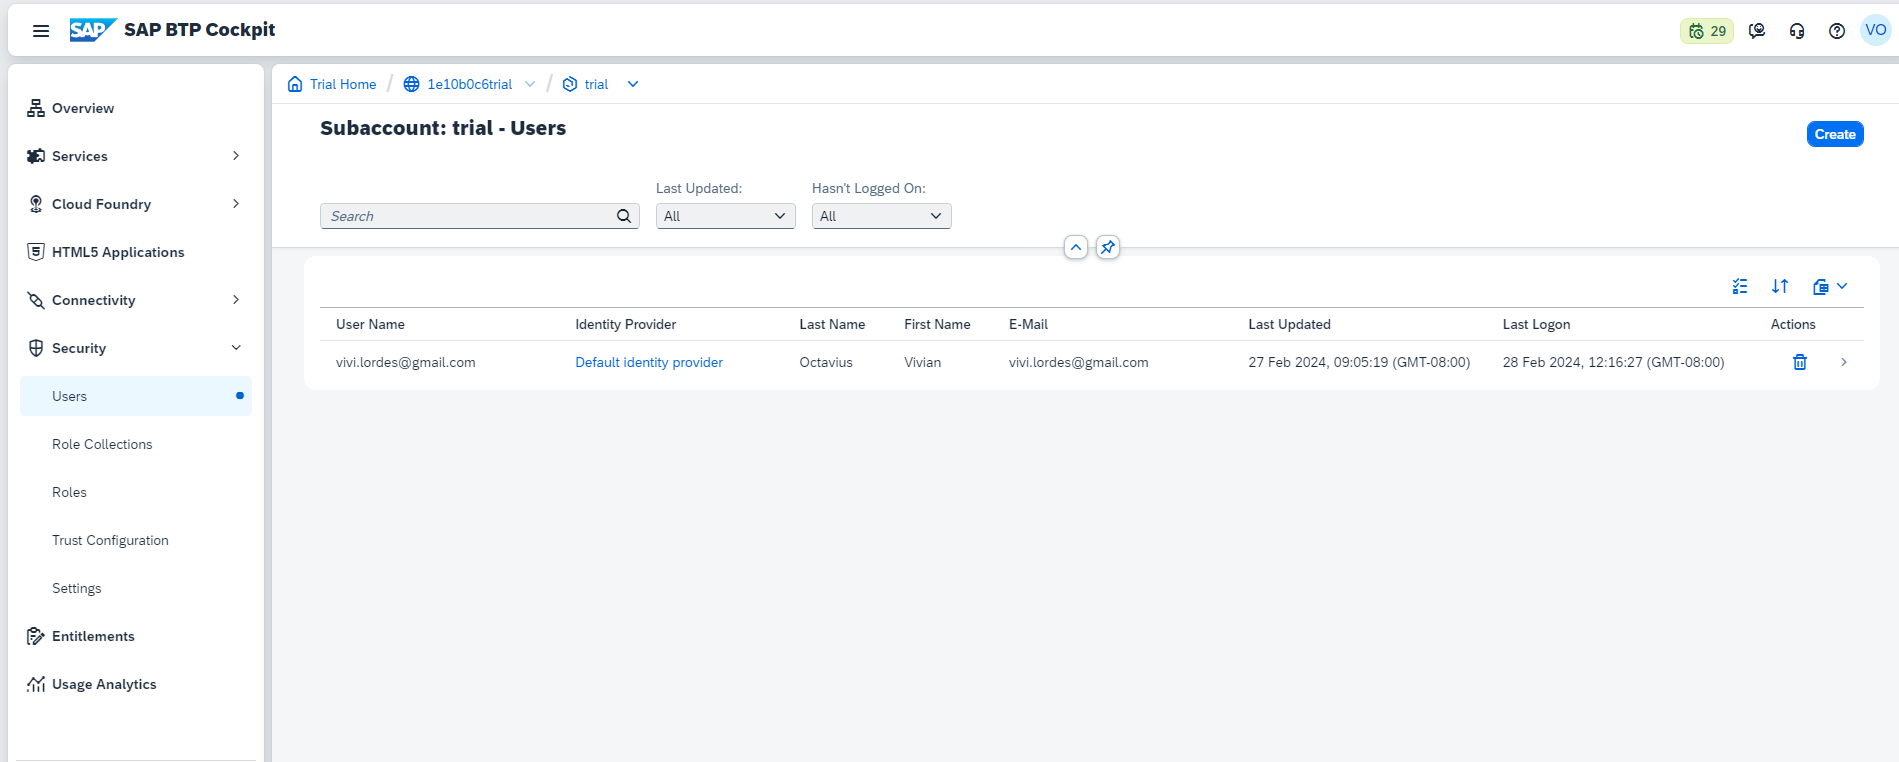 SAP SAP BTP Cockpit 29 VO
Trial Home / 1e10b0c6trial / trial
Overview
Services
Cloud Foundry
HTML5 Applications
Connectivity
Security
Users
Role Collections
Roles
Trust Configuration
Settings
Entitlements
Usage Analytics
Subaccount: trial - Users
Create
Last Updated: Hasn't Logged On:
Search All All
User Name Identity Provider Last Name First Name E-Mail Last Updated Last Logon Actions
vivi.lordes@gmail.com Default identity provider Octavius Vivian vivi.lordes@gmail.com 27 Feb 2024, 09:05:19 (GMT-08:00) 28 Feb 2024, 12:16:27 (GMT-08:00)